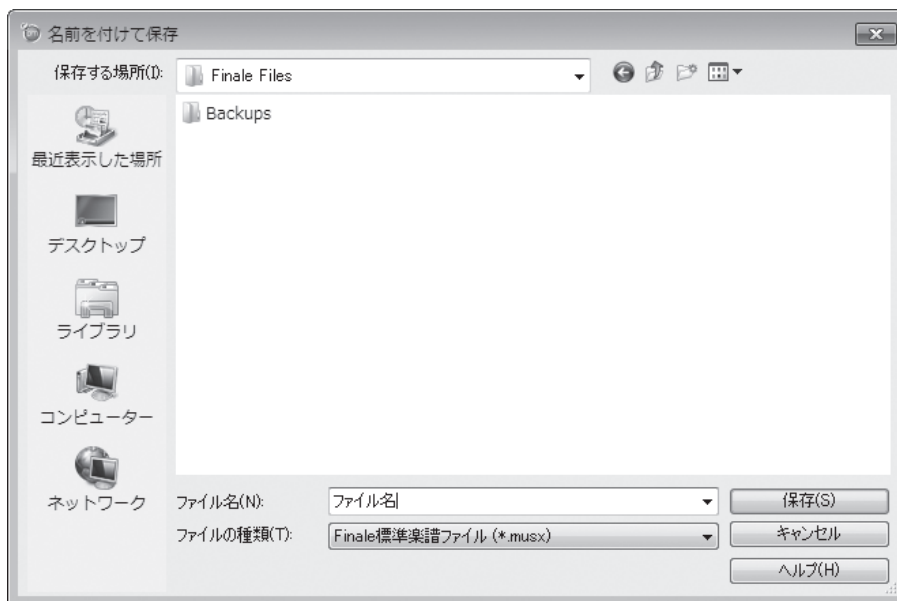 名前を付けて保存
保存する場所(I):
Finale Files
Backups
最近表示した場所
デスクトップ
ライブラリ
コンピューター
ネットワーク
ファイル名(N):
ファイル名
保存(S)
ファイルの種類(T):
Finale標準楽譜ファイル (*.musx)
キャンセル
ヘルプ(H)